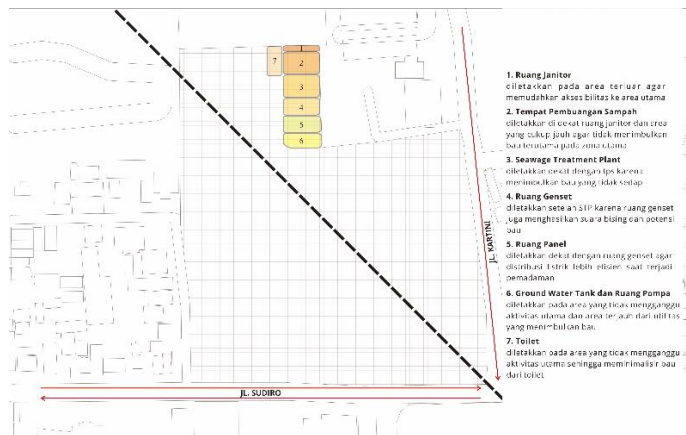 1
2
3
4
5
6
7
JL. KARTINI
JL. SUDIRO
1. Ruang Janitor
diletakkan pada area terluar agar
memudahkan akses bilitas ke area utama
2. Tempat Pembuangan Sampah
diletakkan di dekat ruang janitor dan area
yang cukup jauh agar tidak menimbulkan
bau terutama pada zona utama
3. Seawage Treatment Plant
diletakkan dekat dengan tps karena
menimbulkan bau yang tidak sedap
4. Ruang Genset
diletakkan setelah STP karena ruang genset
juga menghasilkan suara bising dan potensi
bau
5. Ruang Panel
diletakkan dekat dengan ruang genset agar
distribusi listrik lebih efisien saat terjadi
pemadaman
6. Ground Water Tank dan Ruang Pompa
diletakkan pada area yang tidak mengganggu
aktivitas utama dan area terjauh dari utilitas
yang menimbulkan bau
7. Toilet
diletakkan pada area yang tidak mengganggu
aktivitas utama sehingga meminimalisir bau
dari toilet